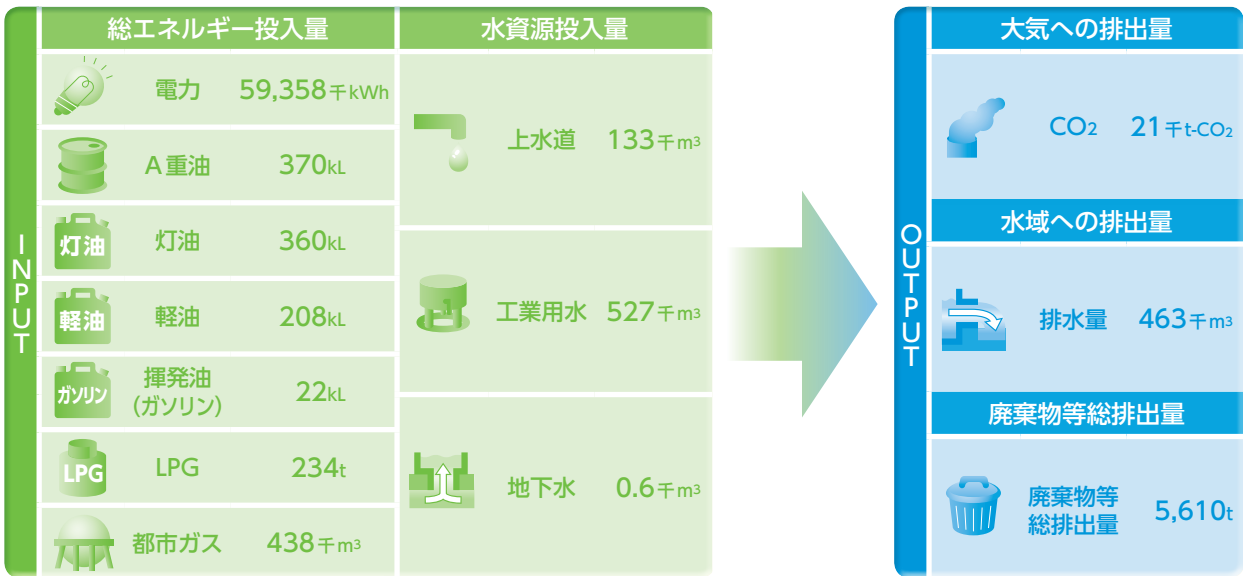 INPUT
総エネルギー投入量
電力 59,358千kWh
A重油 370kL
灯油
灯油 360kL
軽油
軽油 208kL
ガソリン
揮発油
(ガソリン)
22kL
LPG
LPG 234t
都市ガス 438千m³
水資源投入量
上水道 133千m³
工業用水 527千m³
地下水 0.6千m³
OUTPUT
大気への排出量
CO₂ 21千t-CO₂
水域への排出量
排水量 463千m³
廃棄物等総排出量
廃棄物等
総排出量
5,610t